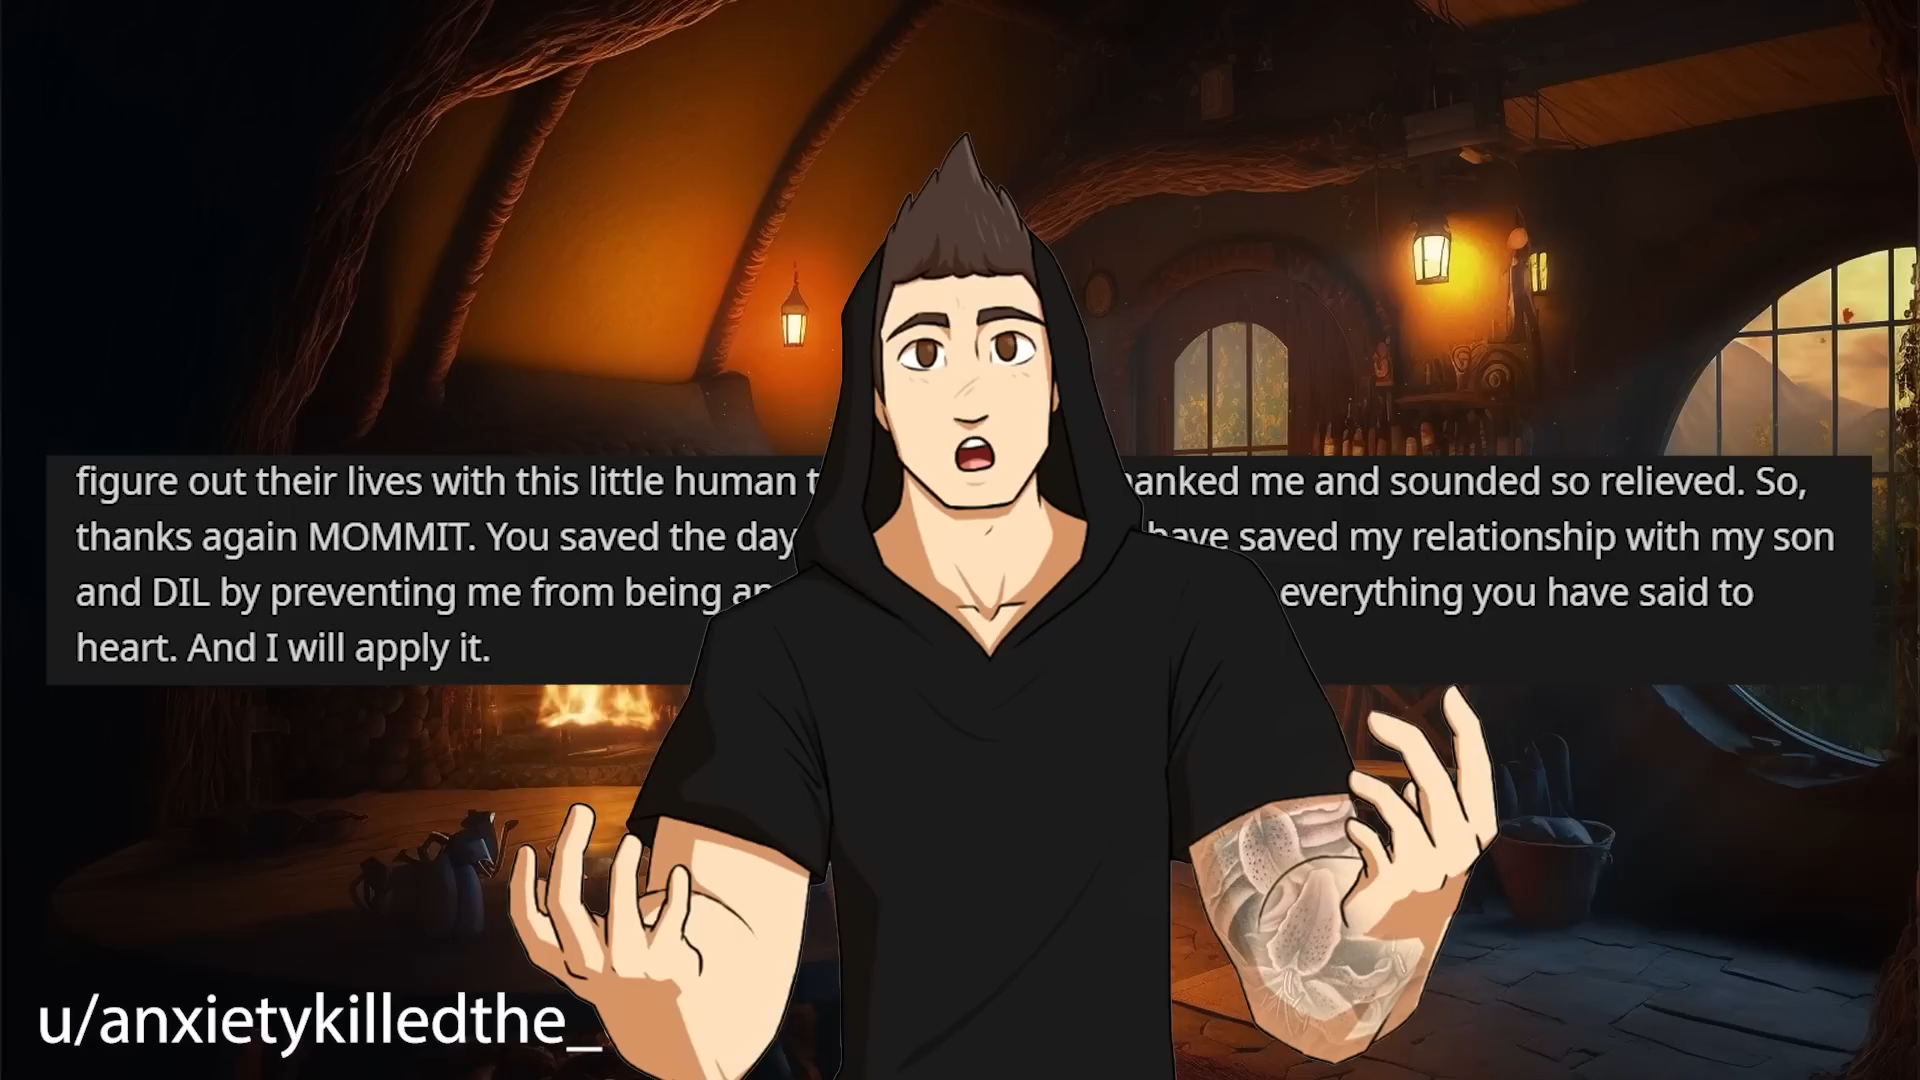 figure out their lives with this little human me and sounded so relieved. So,
thanks again MOMMIT. You saved the day have saved my relationship with my son
and DIL by preventing me from being everything you have said to
heart. And I will apply it.
u/anxietykilledthe_